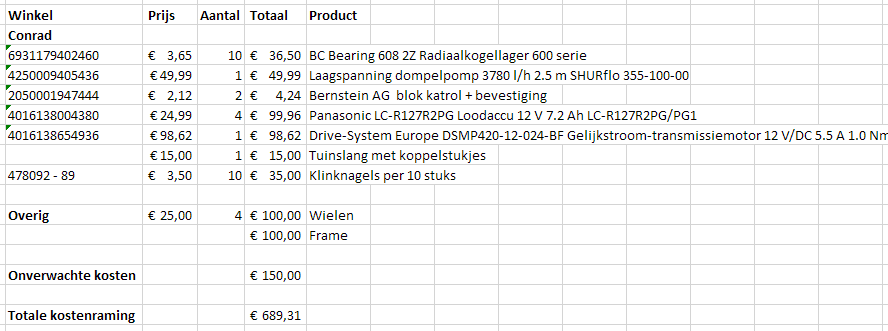 Winkel Prijs Aantal Totaal Product
Conrad
6931179402460 € 3,65 10 € 36,50 BC Bearing 608 2Z Radiaalkogellager 600 serie
4250009405436 € 49,99 1 € 49,99 Laagspanning dompelpomp 3780 l/h 2.5 m SHURflo 355-100-00
2050001947444 € 2,12 2 € 4,24 Bernstein AG blok katrol + bevestiging
4016138004380 € 24,99 4 € 99,96 Panasonic LC-R127R2PG Loodaccu 12 V 7.2 Ah LC-R127R2PG/PG1
4016138654936 € 98,62 1 € 98,62 Drive-System Europe DSMP420-12-024-BF Gelijkstroom-transmissiemotor 12 V/DC 5.5 A 1.0 Nm
€ 15,00 1 € 15,00 Tuinslang met koppelstukjes
478092 - 89 € 3,50 10 € 35,00 Klinknagels per 10 stuks
Overig € 25,00 4 € 100,00 Wielen
€ 100,00 Frame
Onverwachte kosten € 150,00
Totale kostenraming € 689,31